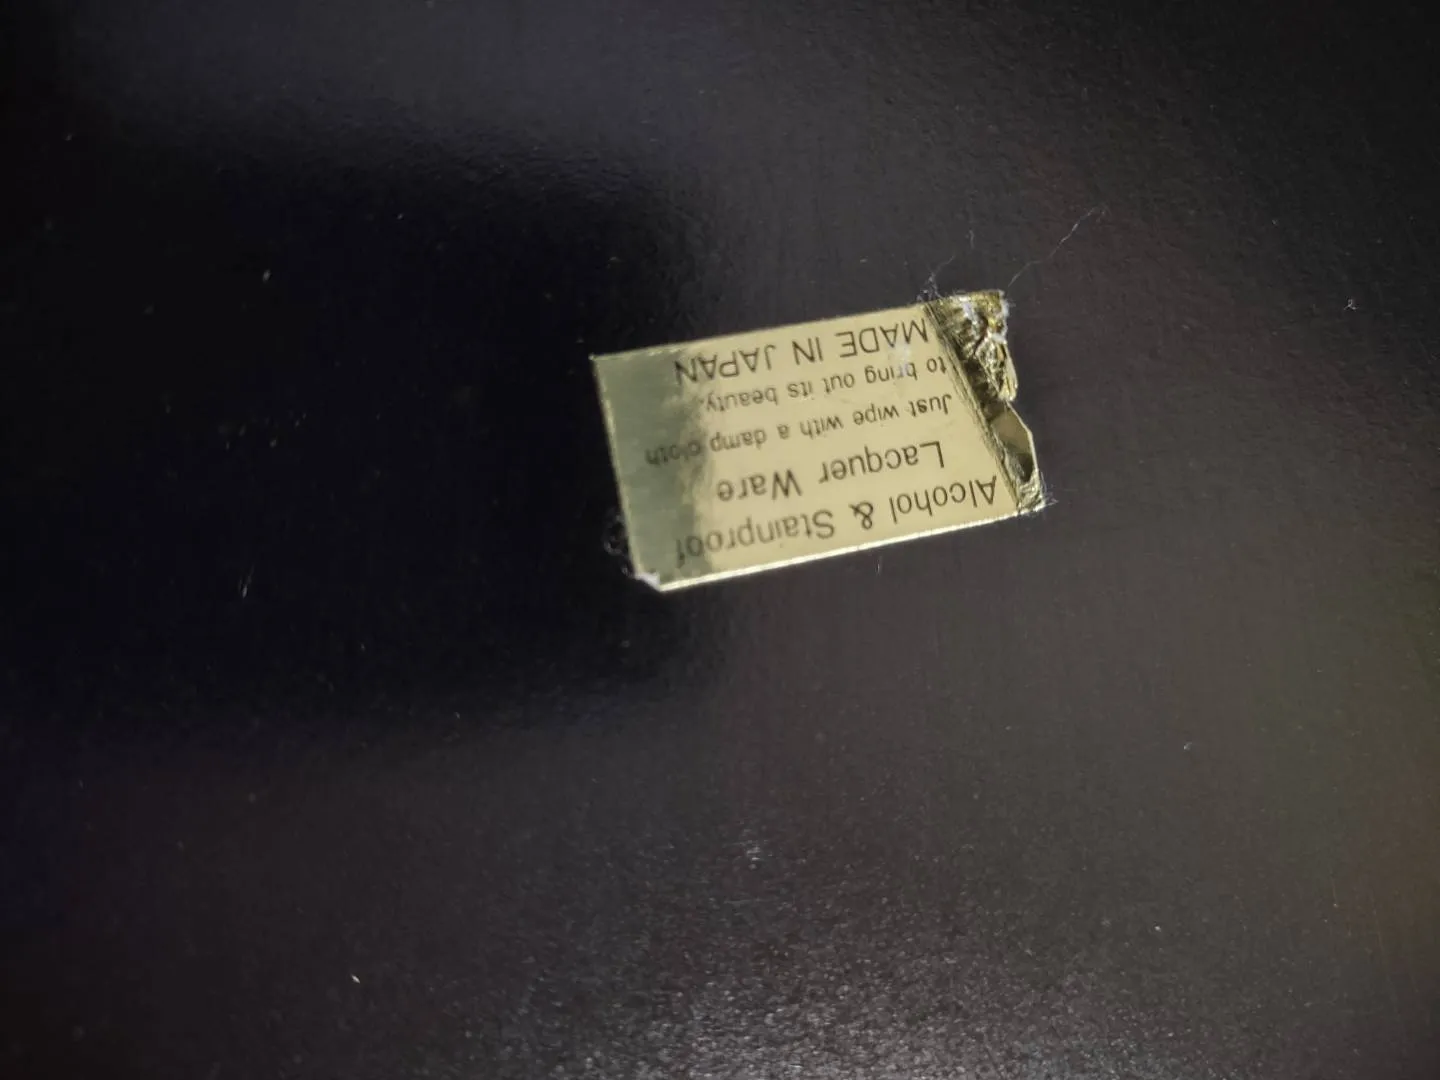 Alcohol & Stainproof
Lacquer Ware
Just wipe with a damp cloth
to bring out its beauty.
MADE IN JAPAN